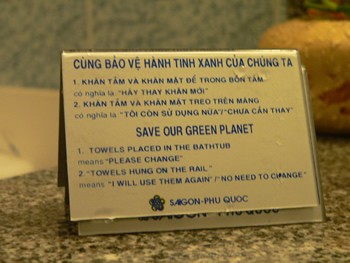 CÙNG BẢO VỆ HÀNH TINH XANH CỦA CHÚNG TA
1. KHĂN TẮM VÀ KHĂN MẶT ĐỂ TRONG BỒN TẮM
có nghĩa là: "HÃY THAY KHĂN MỚI"
2. KHĂN TẮM VÀ KHĂN MẶT TREO TRÊN MÁNG
có nghĩa là: "TÔI CÒN SỬ DỤNG NỮA"/"CHƯA CẦN THAY"
SAVE OUR GREEN PLANET
1. TOWELS PLACED IN THE BATHTUB
means "PLEASE CHANGE"
2. "TOWELS HUNG ON THE RAIL"
means "I WILL USE THEM AGAIN"/"NO NEED TO CHANGE"
SAIGON-PHU QUOC